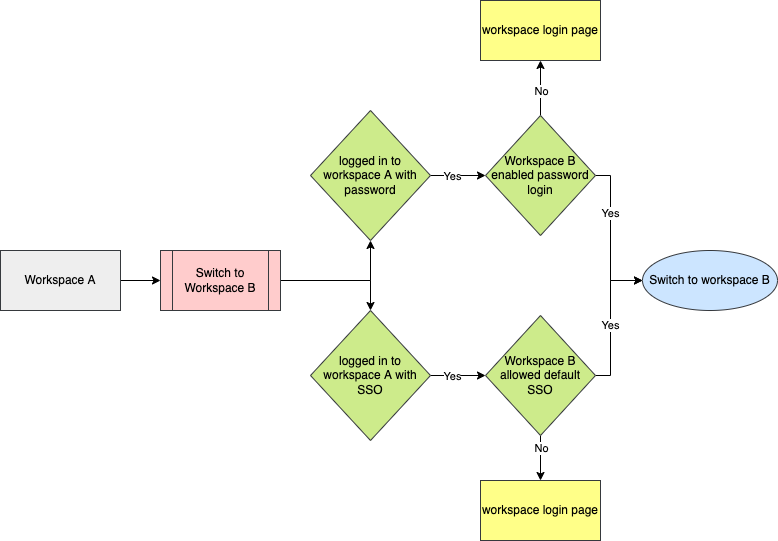 workspace login page
No
logged in to
workspace A with
password
Yes
Workspace B
enabled password
login
Yes
Workspace A
Switch to
Workspace B
Switch to workspace B
Yes
logged in to
workspace A with
SSO
Yes
Workspace B
allowed default
SSO
No
workspace login page